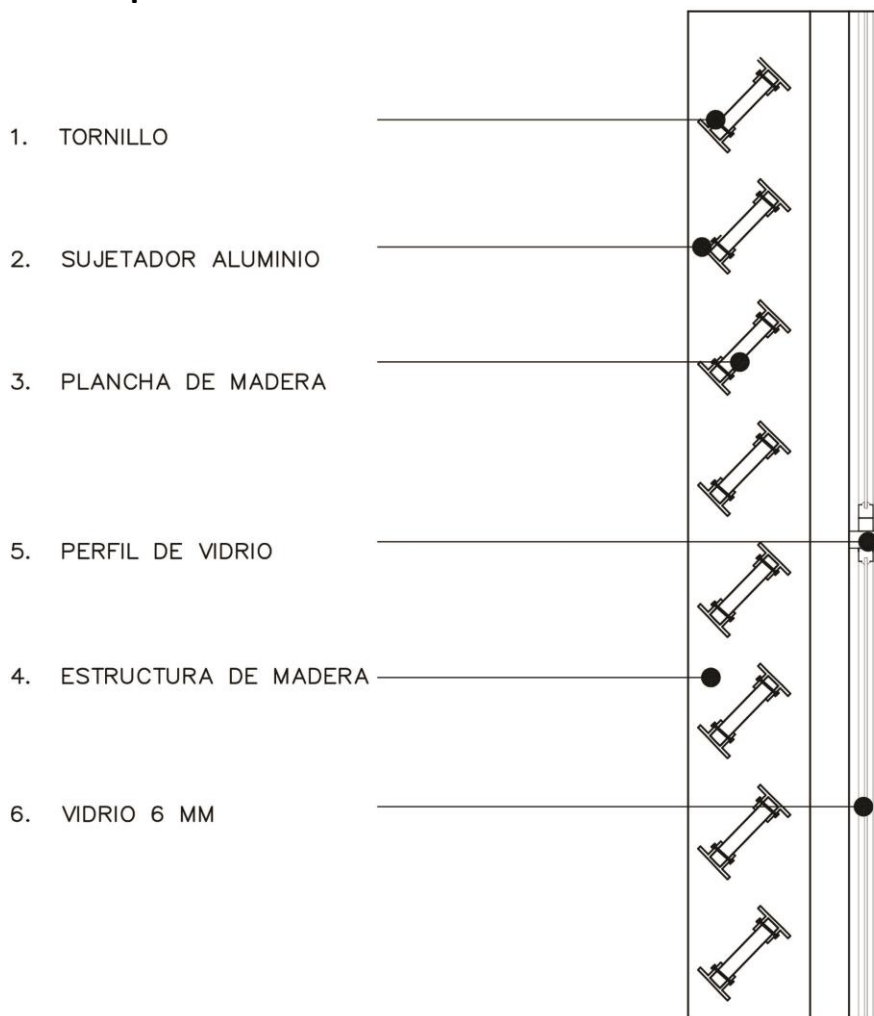 1. TORNILLO
2. SUJETADOR ALUMINIO
3. PLANCHA DE MADERA
5. PERFIL DE VIDRIO
4. ESTRUCTURA DE MADERA
6. VIDRIO 6 MM